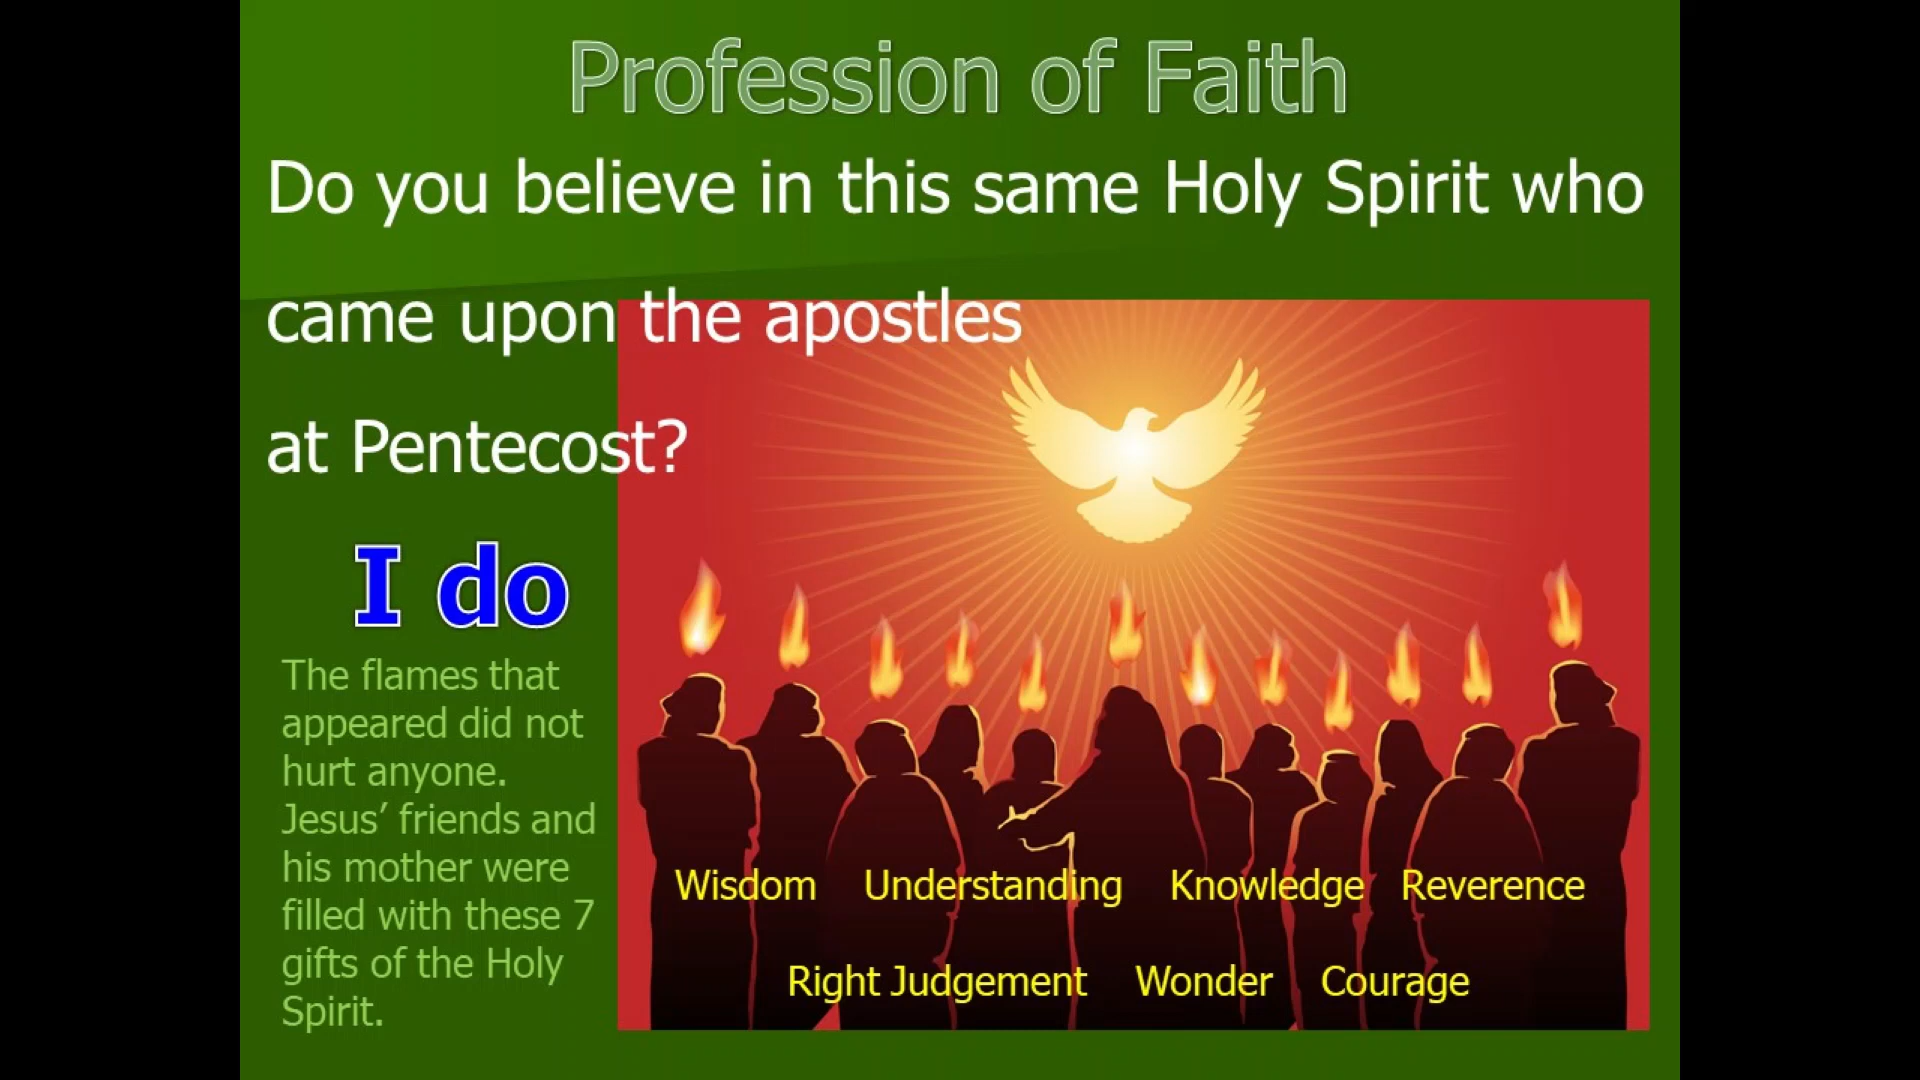 Profession of Faith
Do you believe in this same Holy Spirit who
came upon the apostles
at Pentecost?
I do
The flames that
appeared did not
hurt anyone.
Jesus’ friends and
his mother were
filled with these 7
gifts of the Holy
Spirit.
Wisdom Understanding Knowledge Reverence
Right Judgement Wonder Courage